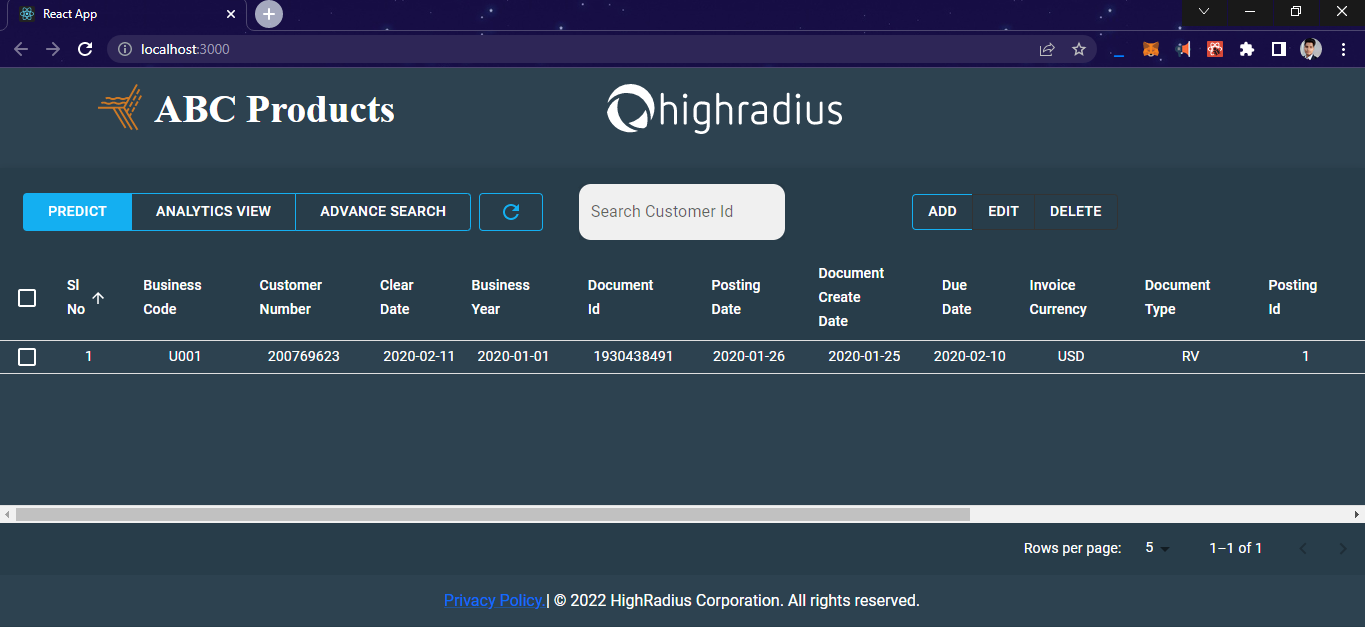 React App
localhost:3000
ABC Products
highradius
PREDICT ANALYTICS VIEW ADVANCE SEARCH Search Customer Id ADD EDIT DELETE
Sl No Business Code Customer Number Clear Date Business Year Document Id Posting Date Document Create Date Due Date Invoice Currency Document Type Posting Id
1 U001 200769623 2020-02-11 2020-01-01 1930438491 2020-01-26 2020-01-25 2020-02-10 USD RV 1
Rows per page: 5 1–1 of 1
Privacy Policy.| © 2022 HighRadius Corporation. All rights reserved.